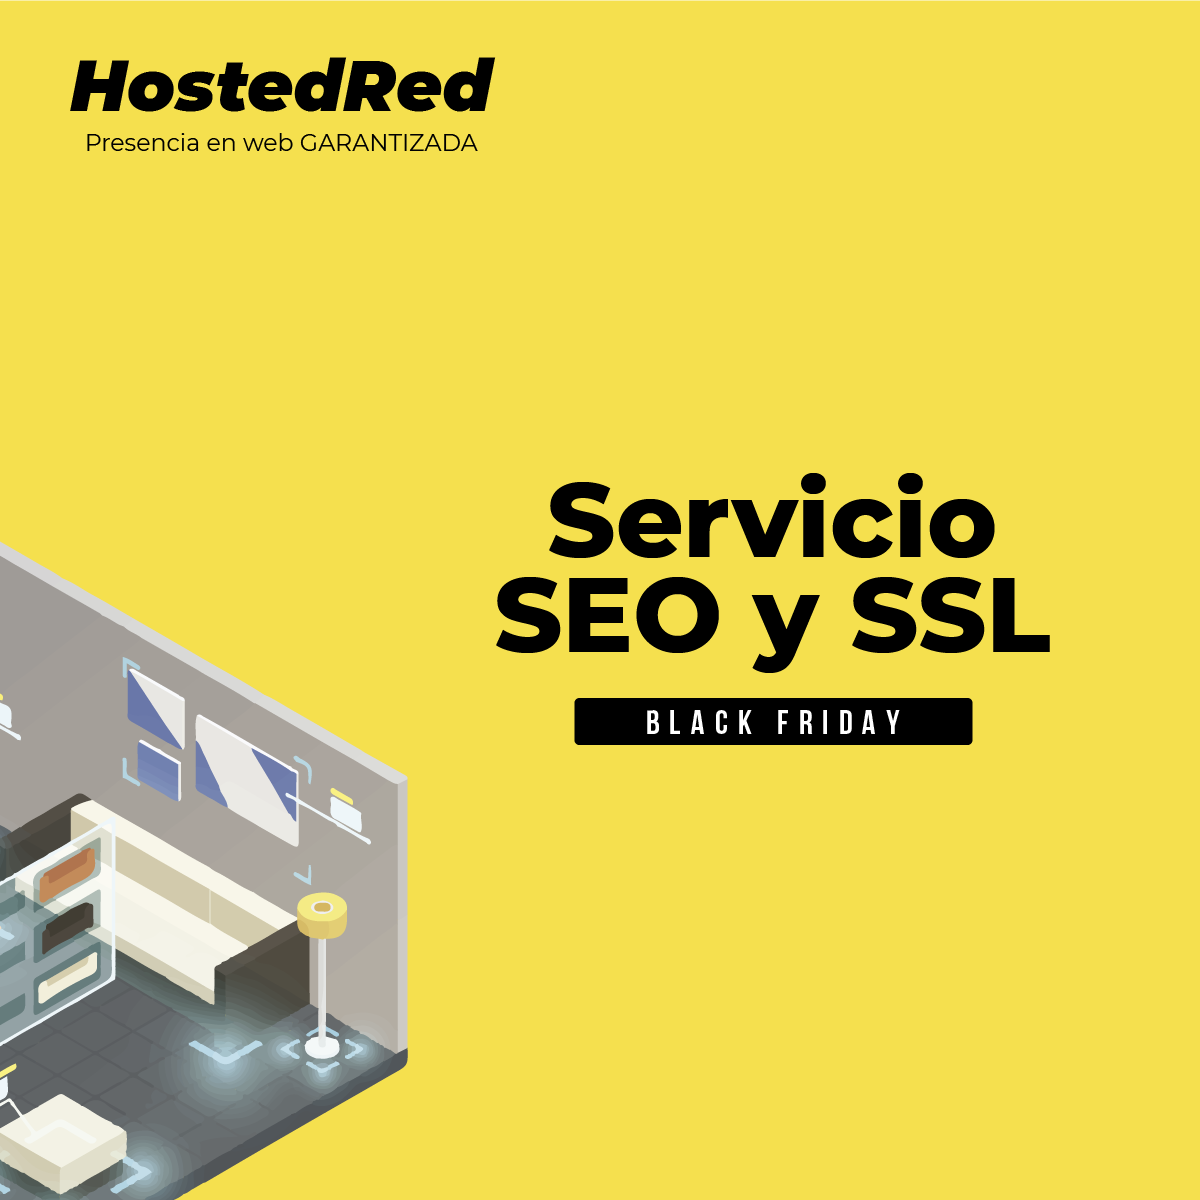 HostedRed
Presencia en web GARANTIZADA
Servicio
SEO y SSL
BLACK FRIDAY